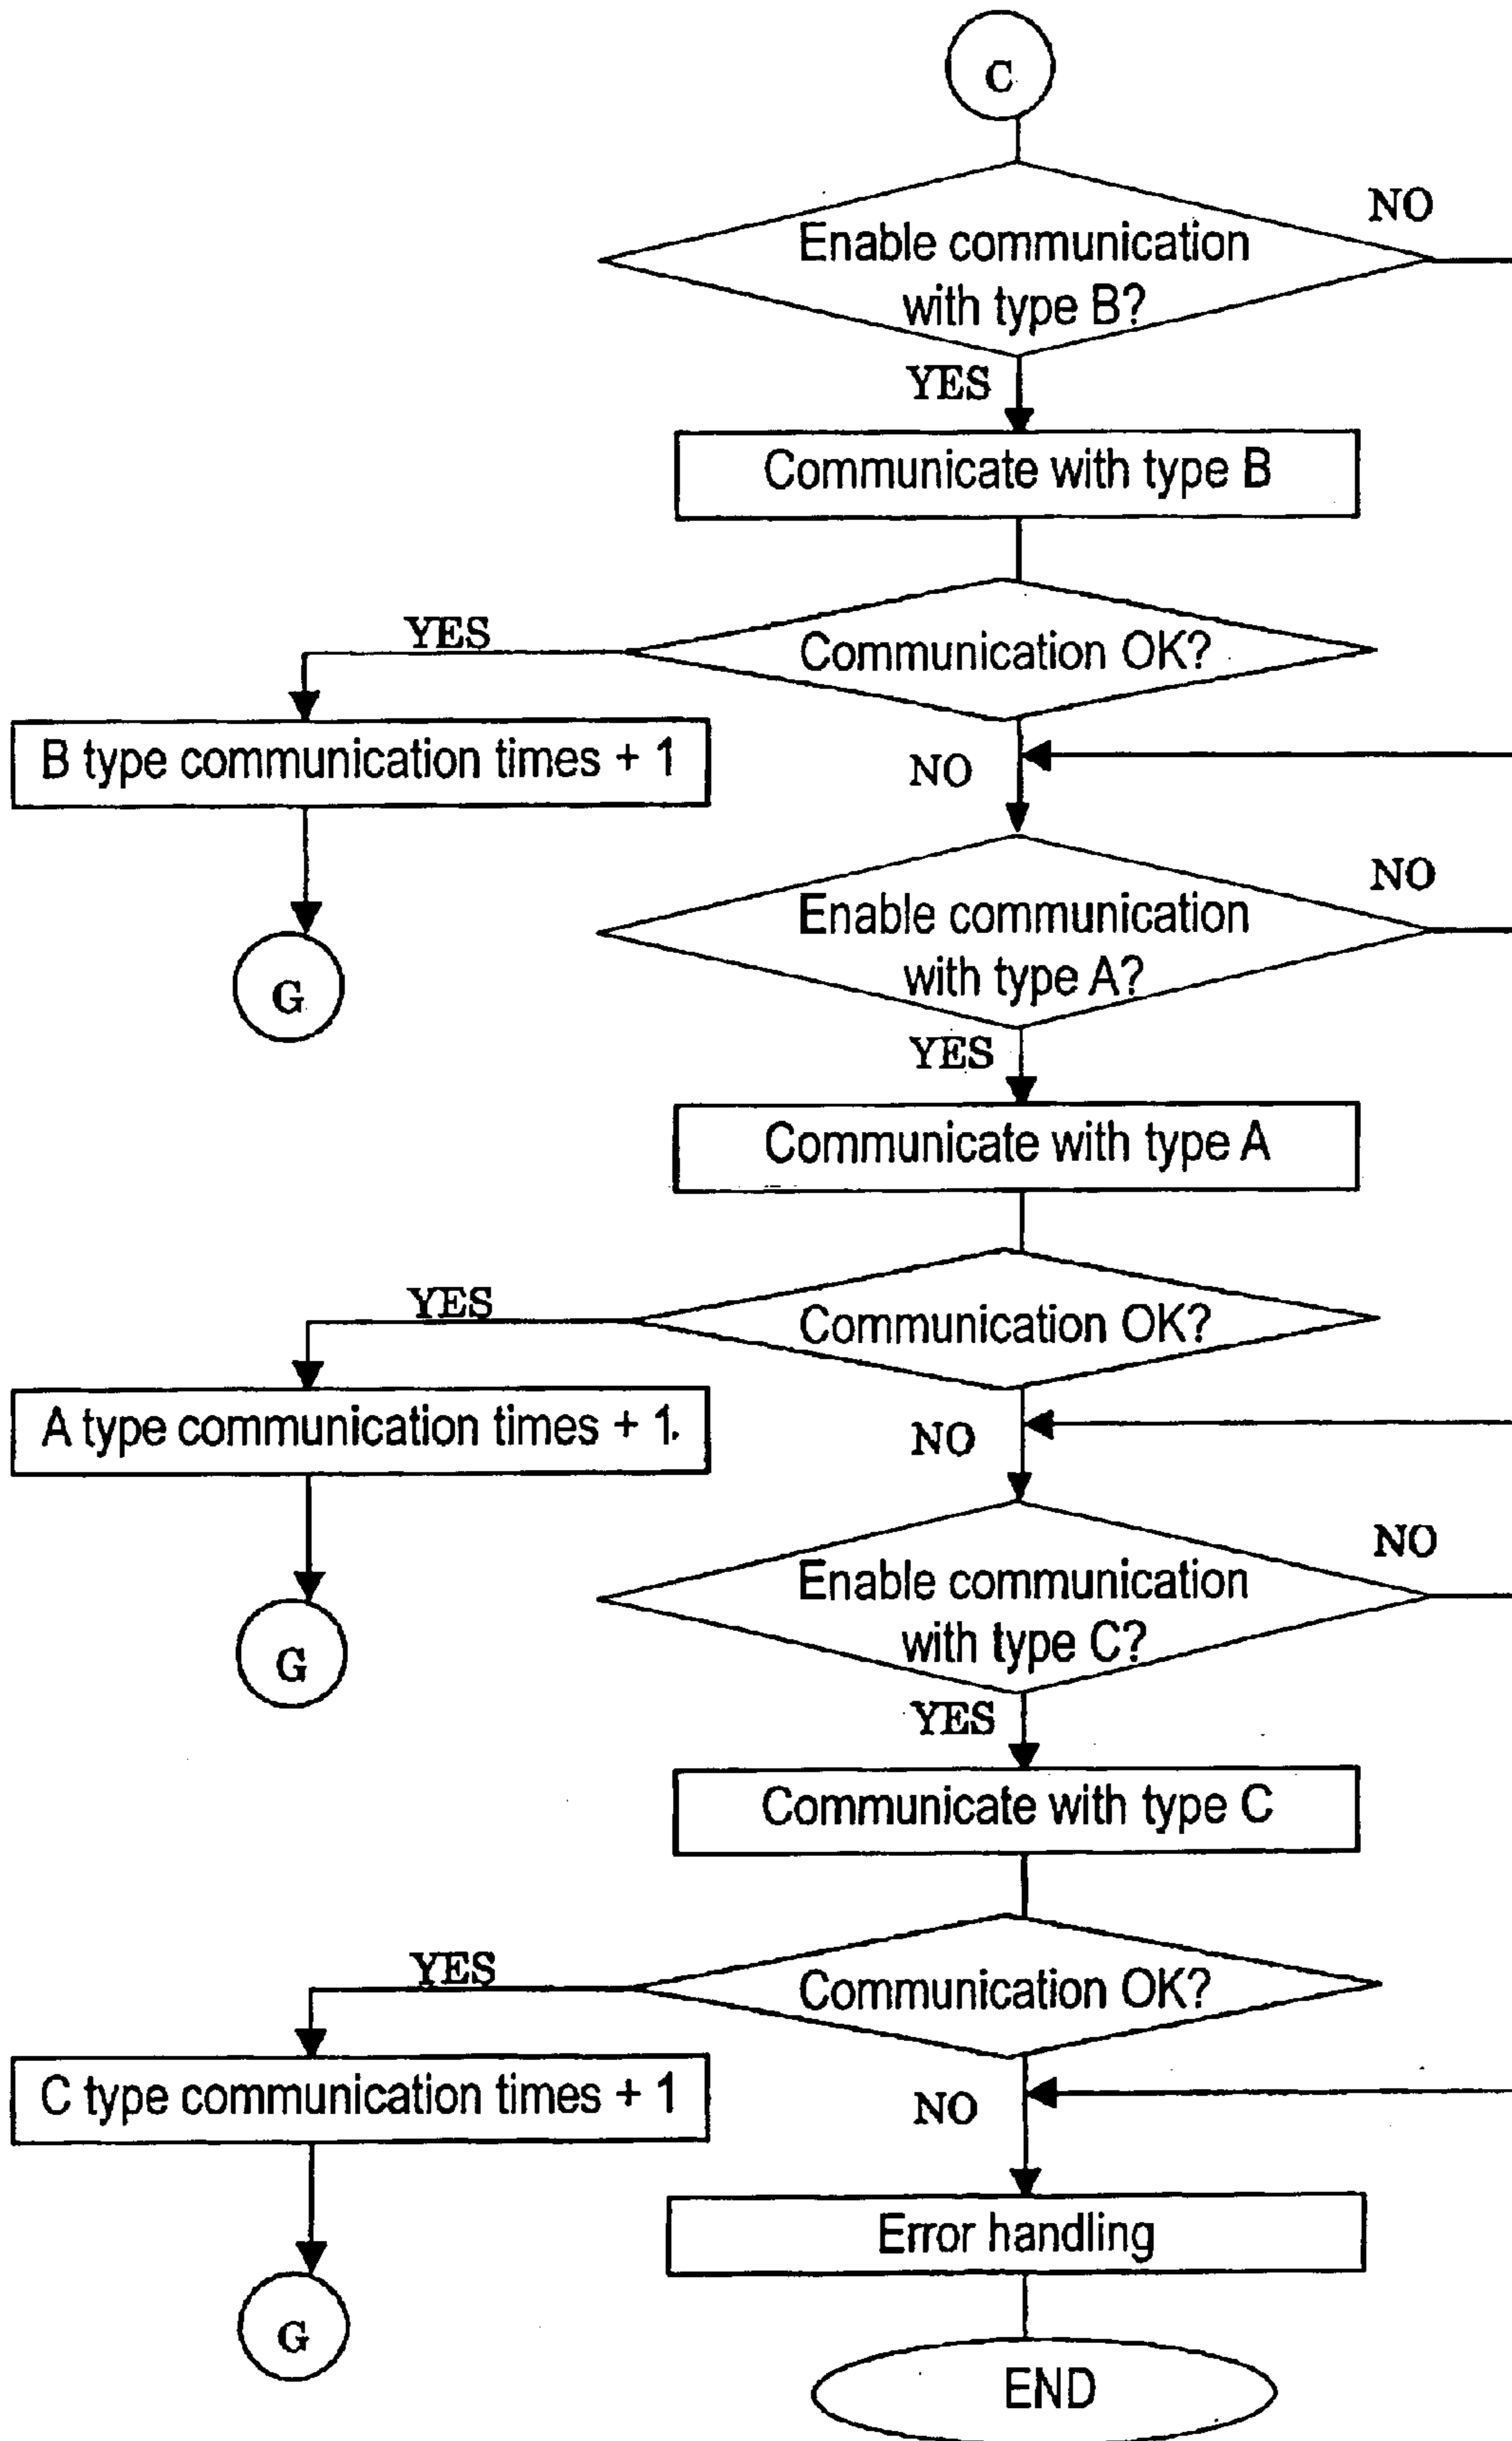 C
NO
Enable communication
with type B?
YES
Communicate with type B
YES
Communication OK?
B type communication times + 1
NO
G
NO
Enable communication
with type A?
YES
Communicate with type A
YES
Communication OK?
A type communication times + 1.
NO
G
NO
Enable communication
with type C?
YES
Communicate with type C
YES
Communication OK?
C type communication times + 1
NO
G
Error handling
END